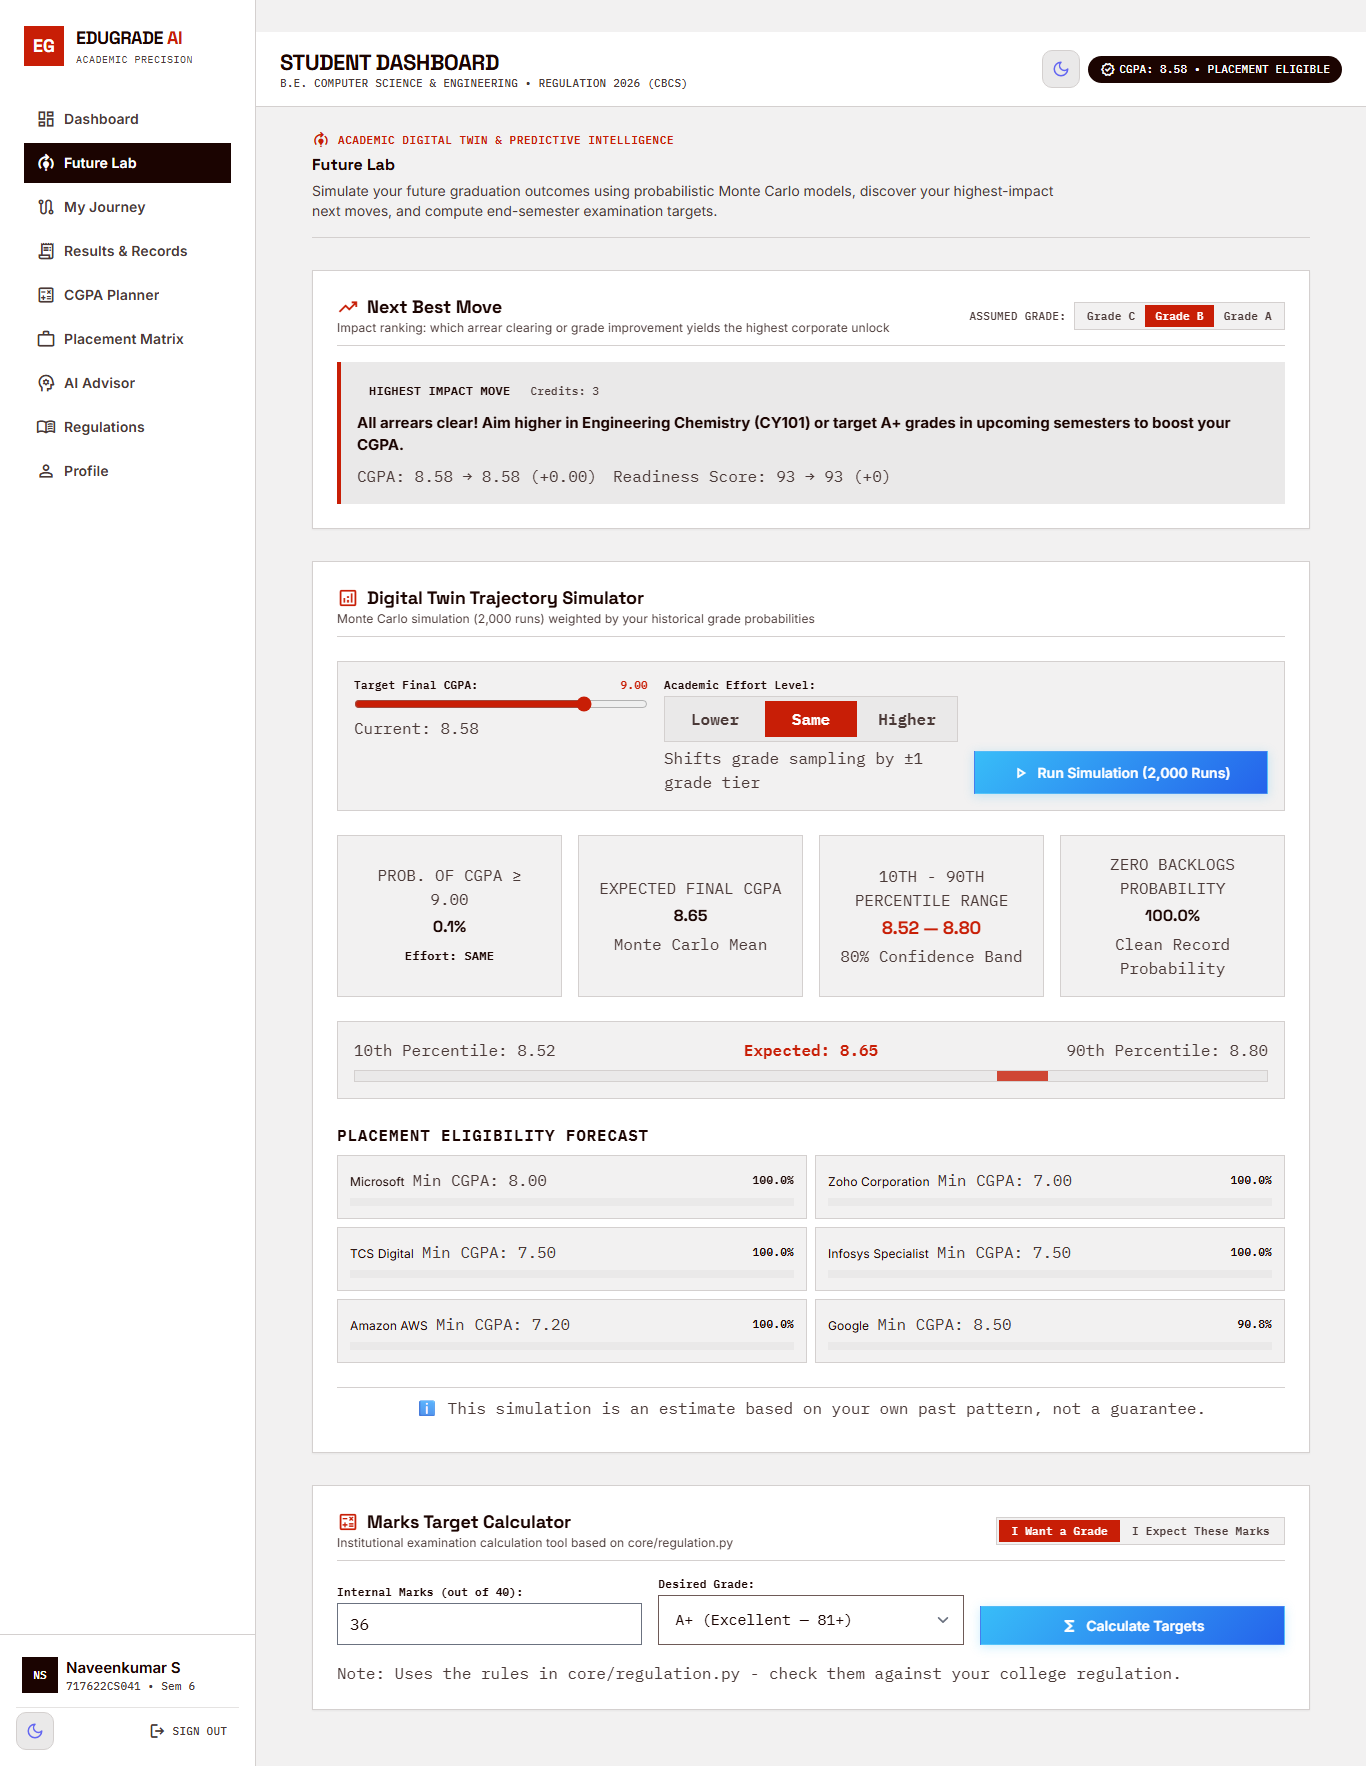 EG
EDUGRADE AI
ACADEMIC PRECISION
Dashboard
Future Lab
My Journey
Results & Records
CGPA Planner
Placement Matrix
AI Advisor
Regulations
Profile
NS
Naveenkumar S
717622CS041 • Sem 6
SIGN OUT
STUDENT DASHBOARD
B.E. COMPUTER SCIENCE & ENGINEERING • REGULATION 2026 (CBCS)
CGPA: 8.58 • PLACEMENT ELIGIBLE
ACADEMIC DIGITAL TWIN & PREDICTIVE INTELLIGENCE
Future Lab
Simulate your future graduation outcomes using probabilistic Monte Carlo models, discover your highest-impact
next moves, and compute end-semester examination targets.
Next Best Move
Impact ranking: which arrear clearing or grade improvement yields the highest corporate unlock
ASSUMED GRADE: Grade C Grade B Grade A
HIGHEST IMPACT MOVE Credits: 3
All arrears clear! Aim higher in Engineering Chemistry (CY101) or target A+ grades in upcoming semesters to boost your
CGPA.
CGPA: 8.58 → 8.58 (+0.00) Readiness Score: 93 → 93 (+0)
Digital Twin Trajectory Simulator
Monte Carlo simulation (2,000 runs) weighted by your historical grade probabilities
Target Final CGPA: 9.00
Current: 8.58
Academic Effort Level:
Lower Same Higher
Shifts grade sampling by ±1
grade tier
Run Simulation (2,000 Runs)
PROB. OF CGPA ≥
9.00
0.1%
Effort: SAME
EXPECTED FINAL CGPA
8.65
Monte Carlo Mean
10TH - 90TH
PERCENTILE RANGE
8.52 — 8.80
80% Confidence Band
ZERO BACKLOGS
PROBABILITY
100.0%
Clean Record
Probability
10th Percentile: 8.52 Expected: 8.65 90th Percentile: 8.80
PLACEMENT ELIGIBILITY FORECAST
Microsoft Min CGPA: 8.00 100.0%
Zoho Corporation Min CGPA: 7.00 100.0%
TCS Digital Min CGPA: 7.50 100.0%
Infosys Specialist Min CGPA: 7.50 100.0%
Amazon AWS Min CGPA: 7.20 100.0%
Google Min CGPA: 8.50 90.8%
ℹ️ This simulation is an estimate based on your own past pattern, not a guarantee.
Marks Target Calculator
Institutional examination calculation tool based on core/regulation.py
I Want a Grade I Expect These Marks
Internal Marks (out of 40):
36
Desired Grade:
A+ (Excellent — 81+)
Σ Calculate Targets
Note: Uses the rules in core/regulation.py - check them against your college regulation.